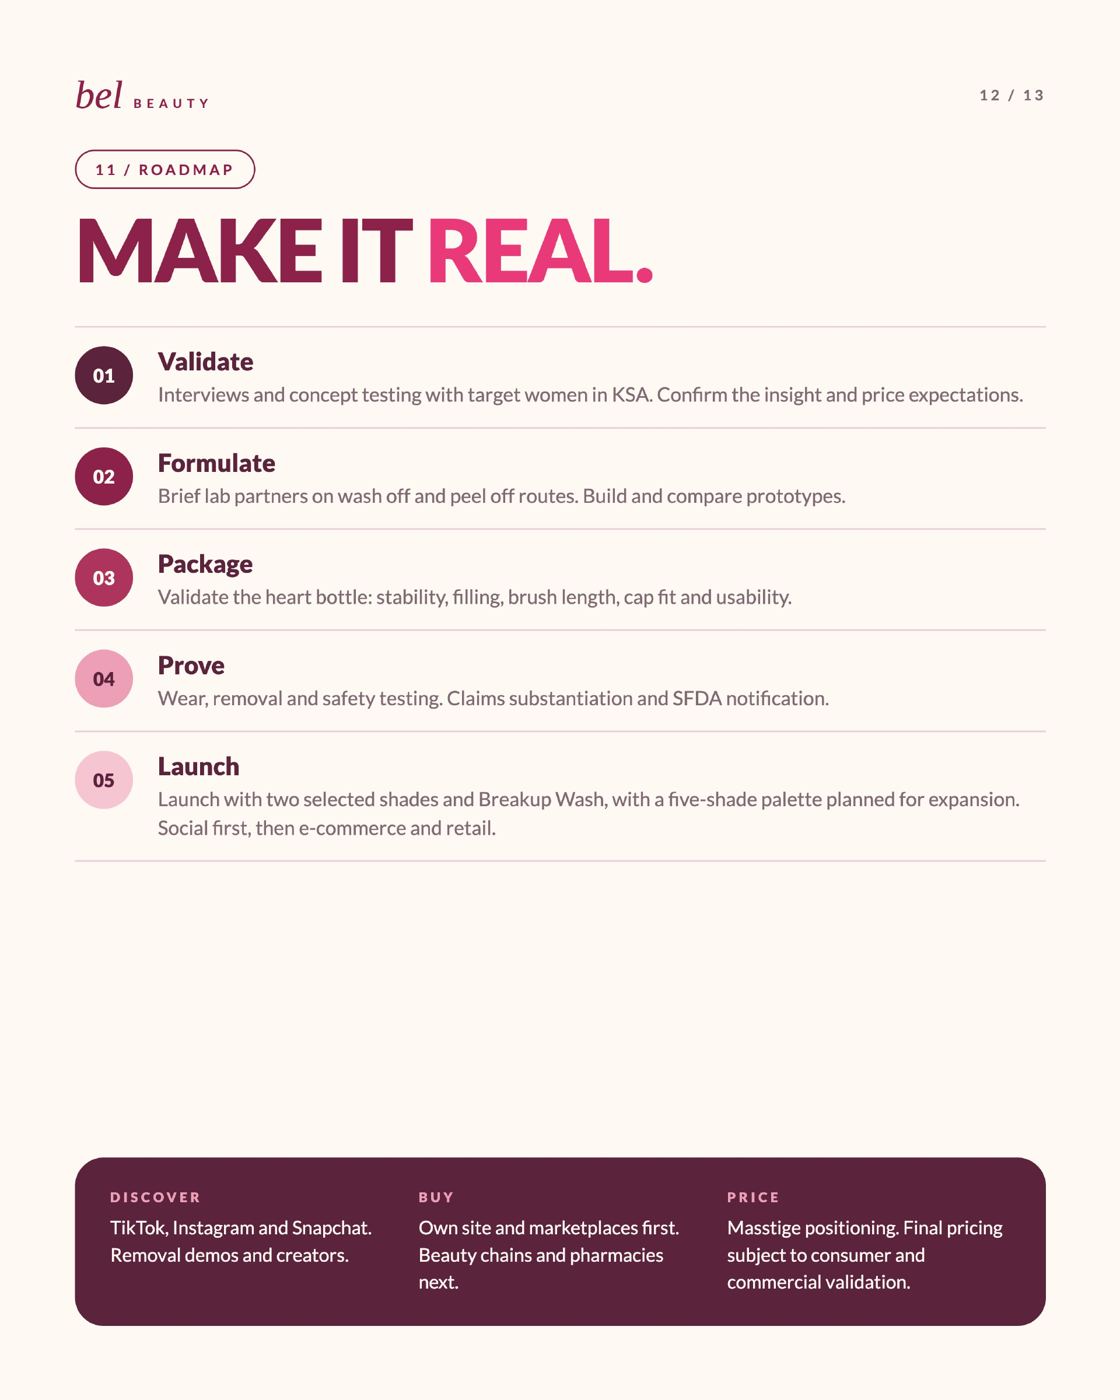 bel BEAUTY
12 / 13
11 / ROADMAP
MAKE IT REAL.
01
Validate
Interviews and concept testing with target women in KSA. Confirm the insight and price expectations.
02
Formulate
Brief lab partners on wash off and peel off routes. Build and compare prototypes.
03
Package
Validate the heart bottle: stability, filling, brush length, cap fit and usability.
04
Prove
Wear, removal and safety testing. Claims substantiation and SFDA notification.
05
Launch
Launch with two selected shades and Breakup Wash, with a five-shade palette planned for expansion.
Social first, then e-commerce and retail.
DISCOVER
TikTok, Instagram and Snapchat.
Removal demos and creators.
BUY
Own site and marketplaces first.
Beauty chains and pharmacies
next.
PRICE
Masstige positioning. Final pricing
subject to consumer and
commercial validation.